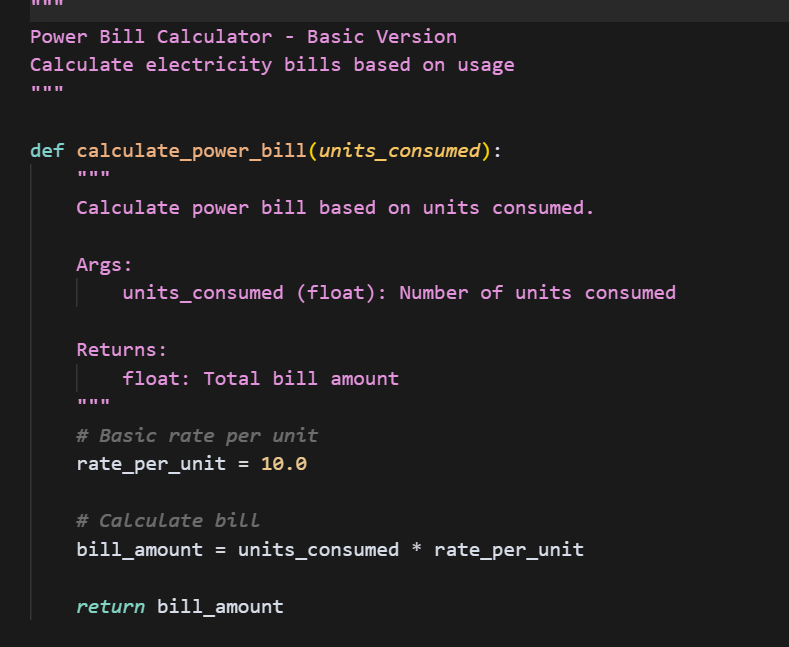 """
Power Bill Calculator - Basic Version
Calculate electricity bills based on usage
"""
def calculate_power_bill(units_consumed):
"""
Calculate power bill based on units consumed.
Args:
units_consumed (float): Number of units consumed
Returns:
float: Total bill amount
"""
# Basic rate per unit
rate_per_unit = 10.0
# Calculate bill
bill_amount = units_consumed * rate_per_unit
return bill_amount